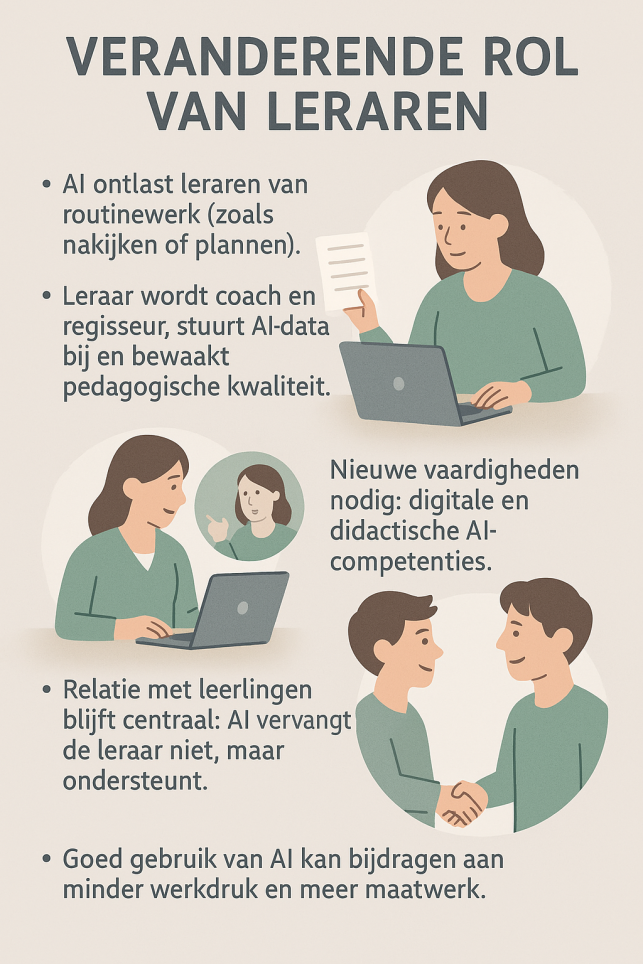 VERANDERENDE ROL
VAN LERAREN
• AI ontlast leraren van
routinewerk (zoals
nakijken of plannen).
• Leraar wordt coach en
regisseur, stuurt AI-data
bij en bewaakt
pedagogische kwaliteit.
Nieuwe vaardigheden
nodig: digitale en
didactische AI-
competenties.
• Relatie met leerlingen
blijft centraal: AI vervangt
de leraar niet, maar
ondersteunt.
• Goed gebruik van AI kan bijdragen aan
minder werkdruk en meer maatwerk.